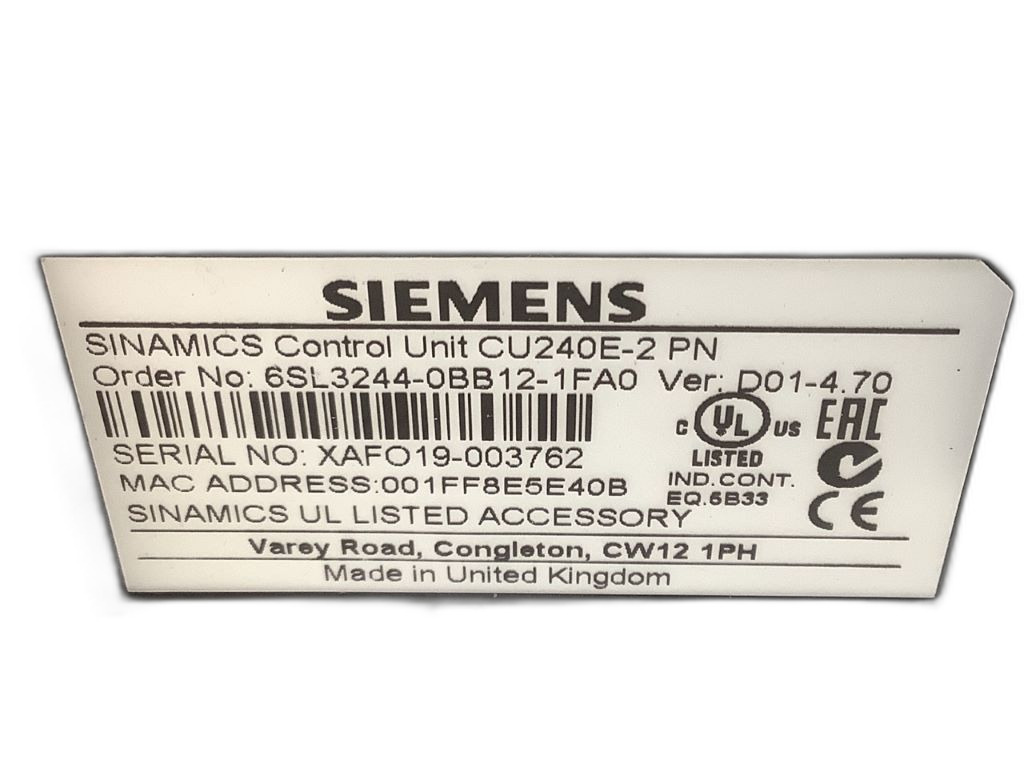 SIEMENS
SINAMICS Control Unit CU240E-2 PN
Order No: 6SL3244-0BB12-1FA0 Ver: D01-4.70
C UL US EAC
LISTED
SERIAL NO: XAFO19-003762
IND.CONT.
MAC ADDRESS:001FF8E5E40B
EQ.5B33
CE
SINAMICS UL LISTED ACCESSORY
Varey Road, Congleton, CW12 1PH
Made in United Kingdom